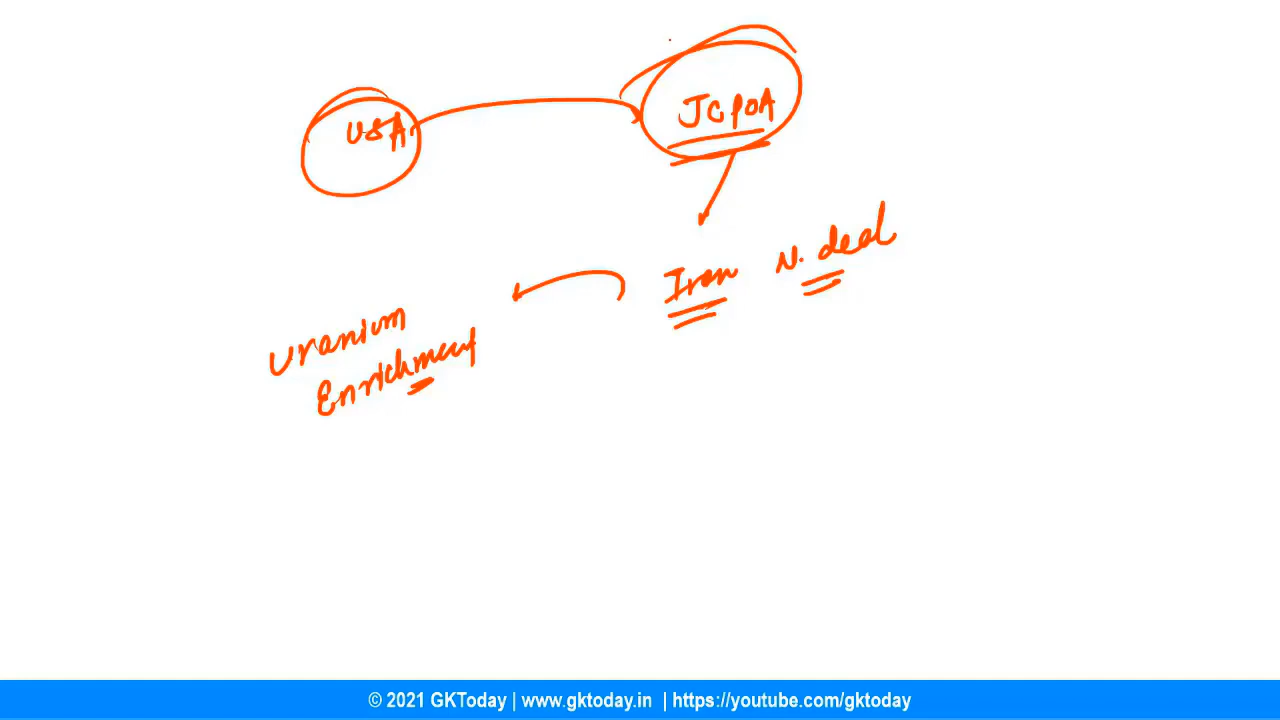 USA
JCPOA
Iran N. deal
Uranium
Enrichment
© 2021 GKToday | www.gktoday.in | https://youtube.com/gktoday